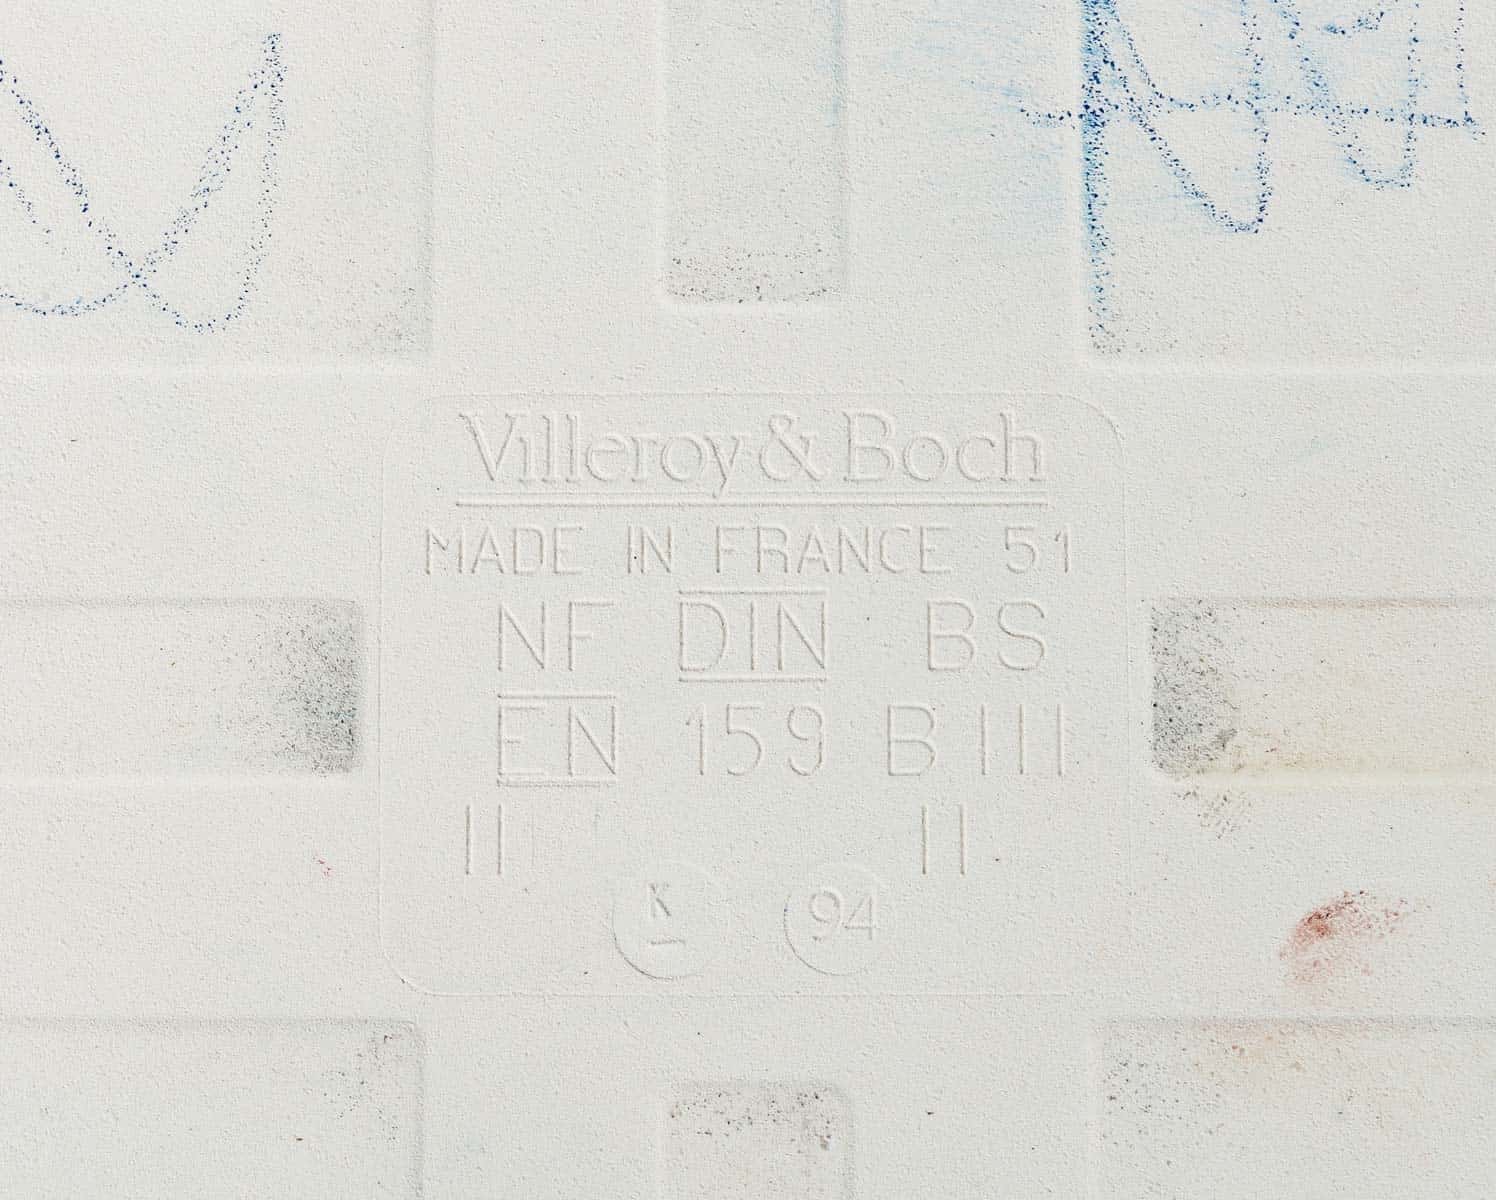 Villeroy & Boch
MADE IN FRANCE 51
NF DIN BS
EN 159 B III
II II
K 94